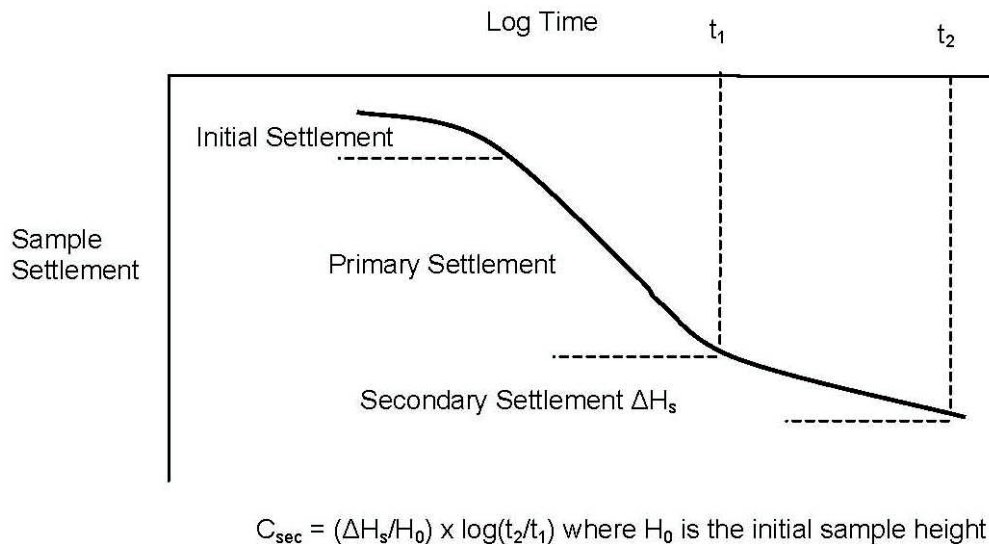 Log Time
t₁
t₂
Initial Settlement
Sample
Settlement
Primary Settlement
Secondary Settlement ΔHₛ
C_sec = (ΔHₛ/H₀) x log(t₂/t₁) where H₀ is the initial sample height